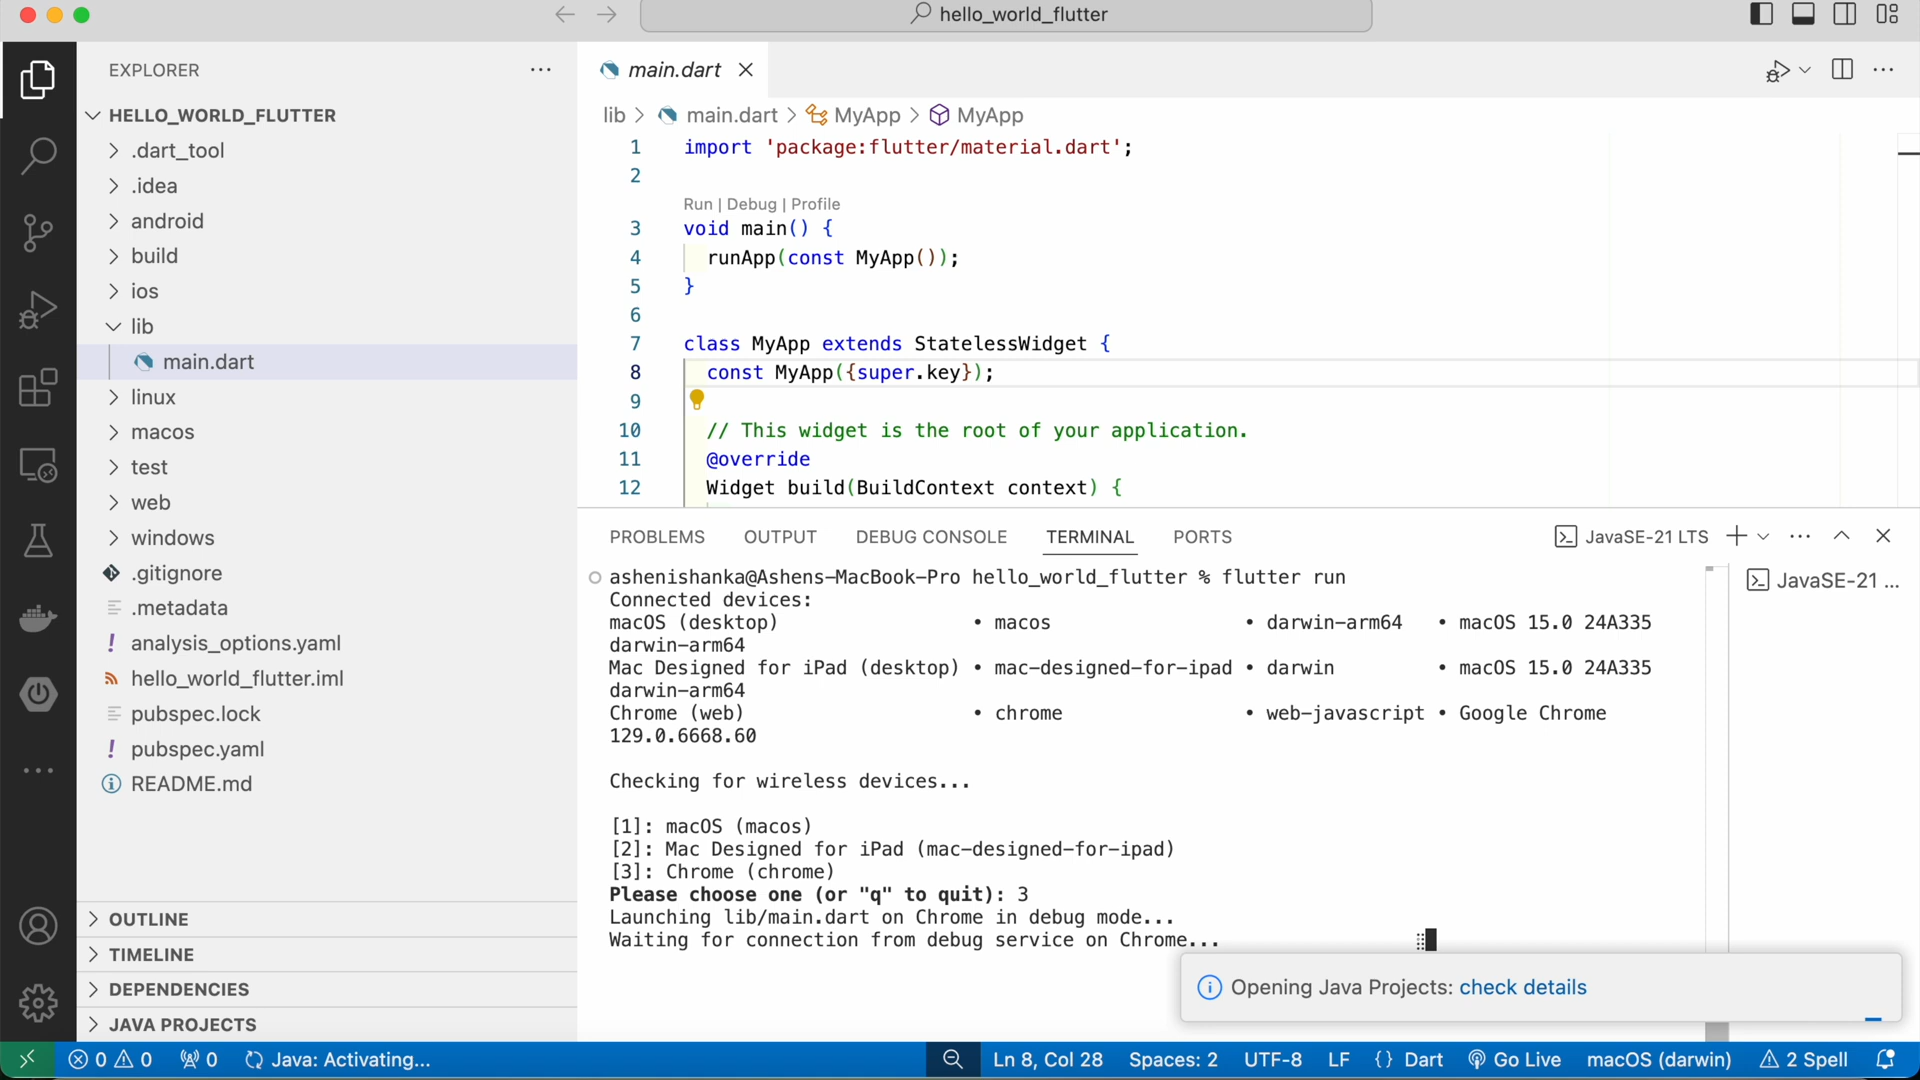 hello_world_flutter
EXPLORER
HELLO_WORLD_FLUTTER
.dart_tool
.idea
android
build
ios
lib
main.dart
linux
macos
test
web
windows
.gitignore
.metadata
analysis_options.yaml
hello_world_flutter.iml
pubspec.lock
pubspec.yaml
README.md
OUTLINE
TIMELINE
DEPENDENCIES
JAVA PROJECTS
main.dart
lib > main.dart > MyApp > MyApp
1 import 'package:flutter/material.dart';
2
Run | Debug | Profile
3 void main() {
4 runApp(const MyApp());
5 }
6
7 class MyApp extends StatelessWidget {
8 const MyApp({super.key});
9
10 // This widget is the root of your application.
11 @override
12 Widget build(BuildContext context) {
PROBLEMS OUTPUT DEBUG CONSOLE TERMINAL PORTS JavaSE-21 LTS
ashenishanka@Ashens-MacBook-Pro hello_world_flutter % flutter run
Connected devices:
macOS (desktop) • macos • darwin-arm64 • macOS 15.0 24A335
darwin-arm64
Mac Designed for iPad (desktop) • mac-designed-for-ipad • darwin • macOS 15.0 24A335
darwin-arm64
Chrome (web) • chrome • web-javascript • Google Chrome
129.0.6668.60
Checking for wireless devices...
[1]: macOS (macos)
[2]: Mac Designed for iPad (mac-designed-for-ipad)
[3]: Chrome (chrome)
Please choose one (or "q" to quit): 3
Launching lib/main.dart on Chrome in debug mode...
Waiting for connection from debug service on Chrome...
JavaSE-21 ...
Opening Java Projects: check details
0 0 0 Java: Activating... Ln 8, Col 28 Spaces: 2 UTF-8 LF {} Dart Go Live macOS (darwin) 2 Spell